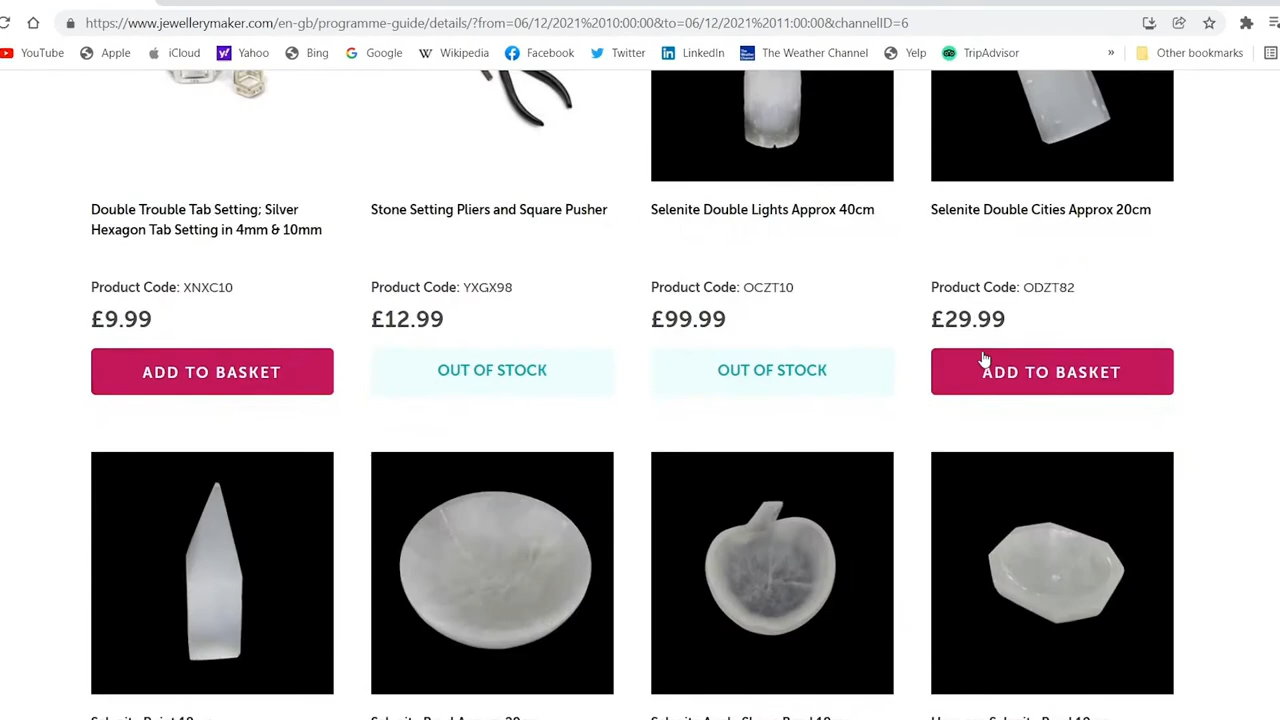 https://www.jewellerymaker.com/en-gb/programme-guide/details/?from=06/12/2021%2010:00:00&to=06/12/2021%2011:00:00&channelID=6
YouTube Apple iCloud Yahoo Bing Google Wikipedia Facebook Twitter LinkedIn The Weather Channel Yelp TripAdvisor » Other bookmarks
Double Trouble Tab Setting; Silver
Hexagon Tab Setting in 4mm & 10mm
Stone Setting Pliers and Square Pusher
Selenite Double Lights Approx 40cm
Selenite Double Cities Approx 20cm
Product Code: XNXC10
Product Code: YXGX98
Product Code: OCZT10
Product Code: ODZT82
£9.99
£12.99
£99.99
£29.99
ADD TO BASKET
OUT OF STOCK
OUT OF STOCK
ADD TO BASKET